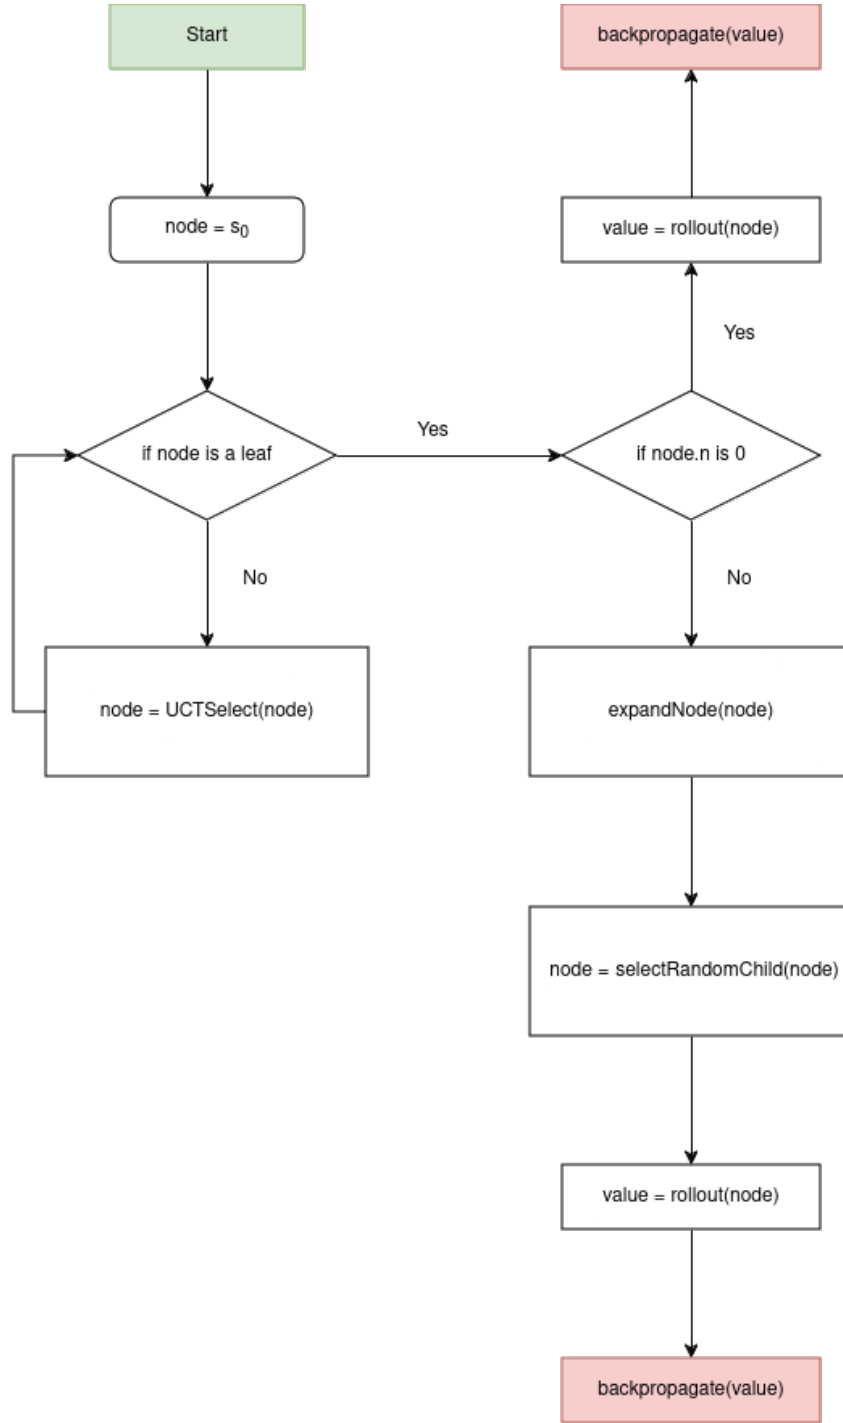 Start
node = s₀
if node is a leaf
Yes
No
node = UCTSelect(node)
backpropagate(value)
value = rollout(node)
Yes
if node.n is 0
No
expandNode(node)
node = selectRandomChild(node)
value = rollout(node)
backpropagate(value)